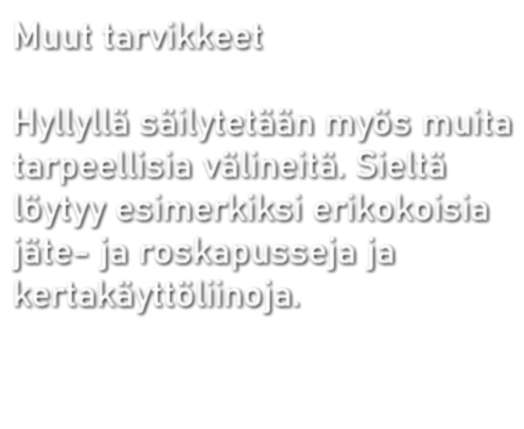 Muut tarvikkeet
Hyllyllä säilytetään myös muita
tarpeellisia välineitä. Sieltä
löytyy esimerkiksi erikokoisia
jäte- ja roskapusseja ja
kertakäyttöliinoja.